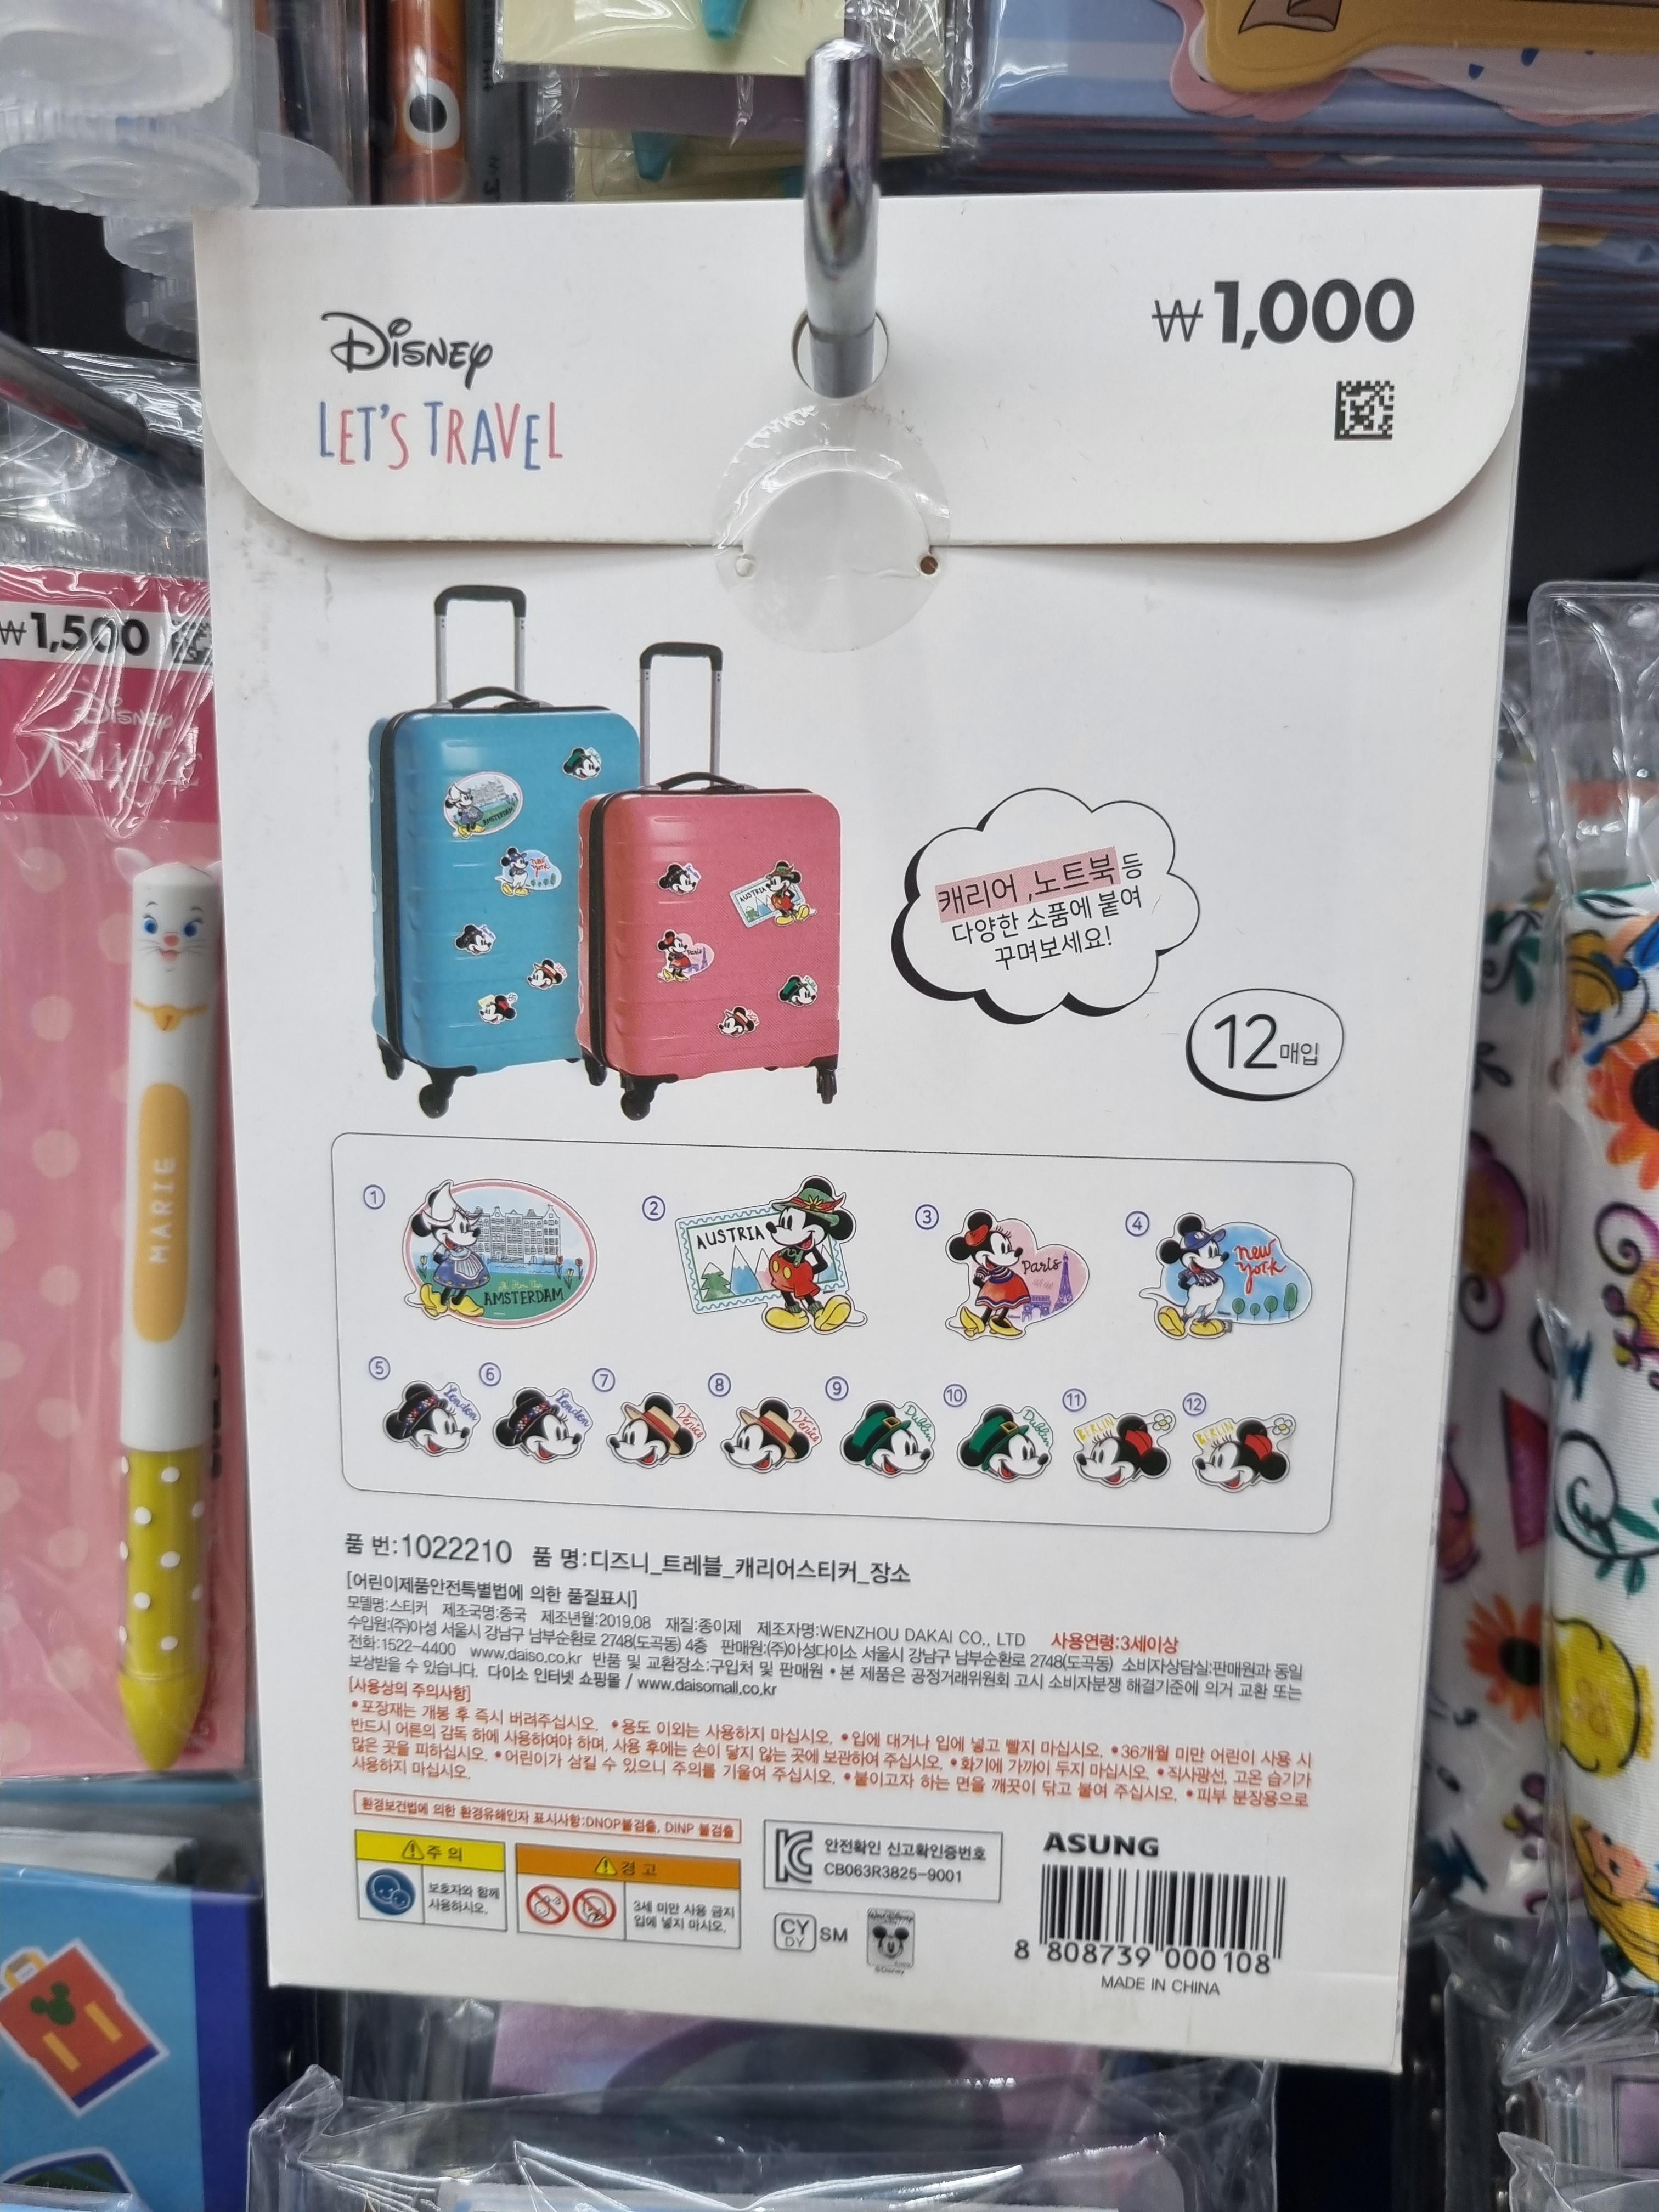 DISNEY
LET'S TRAVEL
₩1,000
₩1,500
DISNEY
MARIE
MARIE
캐리어 ,노트북 등
다양한 소품에 붙여
꾸며보세요!
12매입
① AMSTERDAM
② AUSTRIA
③ Paris
④ new york
⑤ London
⑥ London
⑦ Venice
⑧ Venice
⑨ Dublin
⑩ Dublin
⑪ BERLIN
⑫ BERLIN
품 번:1022210 품 명:디즈니_트레블_캐리어스티커_장소
[어린이제품안전특별법에 의한 품질표시]
모델명:스티커 제조국명:중국 제조년월:2019.08 재질:종이제 제조자명:WENZHOU DAKAI CO., LTD 사용연령:3세이상
수입원:(주)아성 서울시 강남구 남부순환로 2748(도곡동) 4층 판매원:(주)아성다이소 서울시 강남구 남부순환로 2748(도곡동) 소비자상담실:판매원과 동일
전화:1522-4400 www.daiso.co.kr 반품 및 교환장소:구입처 및 판매원 • 본 제품은 공정거래위원회 고시 소비자분쟁 해결기준에 의거 교환 또는
보상받을 수 있습니다. 다이소 인터넷 쇼핑몰 / www.daisomall.co.kr
[사용상의 주의사항]
• 포장재는 개봉 후 즉시 버려주십시오. • 용도 이외는 사용하지 마십시오. • 입에 대거나 입에 넣고 빨지 마십시오. • 36개월 미만 어린이 사용 시
반드시 어른의 감독 하에 사용하여야 하며, 사용 후에는 손이 닿지 않는 곳에 보관하여 주십시오. • 화기에 가까이 두지 마십시오. • 직사광선, 고온 습기가
많은 곳을 피하십시오. • 어린이가 삼킬 수 있으니 주의를 기울여 주십시오. • 붙이고자 하는 면을 깨끗이 닦고 붙여 주십시오. • 피부 분장용으로
사용하지 마십시오.
환경보건법에 의한 환경유해인자 표시사항:DNOP불검출, DINP 불검출
주 의
보호자와 함께
사용하시오.
경 고
0-3
3세 미만 사용 금지
입에 넣지 마시오.
안전확인 신고확인증번호
CB063R3825-9001
CY
DY
SM
©Disney
ASUNG
8 808739 000108
MADE IN CHINA